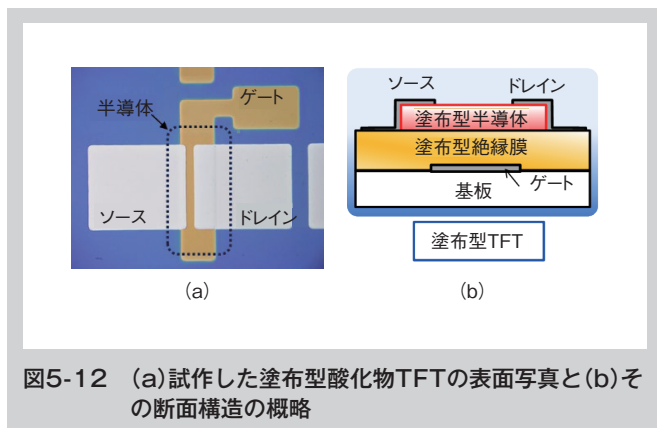 半導体
ゲート
ソース
ドレイン
(a)
ソース
ドレイン
塗布型半導体
塗布型絶縁膜
ゲート
基板
塗布型TFT
(b)
図5-12 (a)試作した塗布型酸化物TFTの表面写真と(b)そ
の断面構造の概略